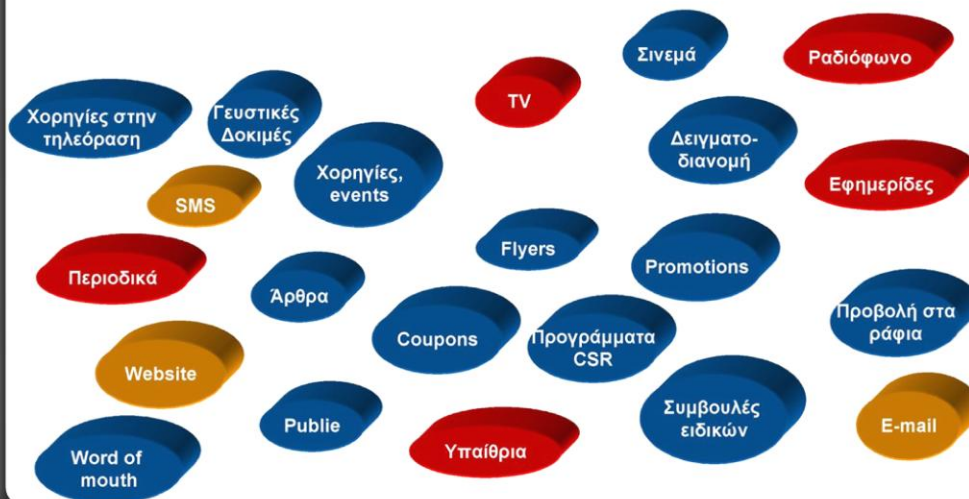 Σινεμά
Ραδιόφωνο
TV
Χορηγίες στην
τηλεόραση
Γευστικές
Δοκιμές
Δειγματο-
διανομή
Χορηγίες,
events
Εφημερίδες
SMS
Flyers
Promotions
Περιοδικά
Άρθρα
Προβολή στα
ράφια
Coupons
Προγράμματα
CSR
Website
Συμβουλές
ειδικών
Publie
E-mail
Υπαίθρια
Word of
mouth